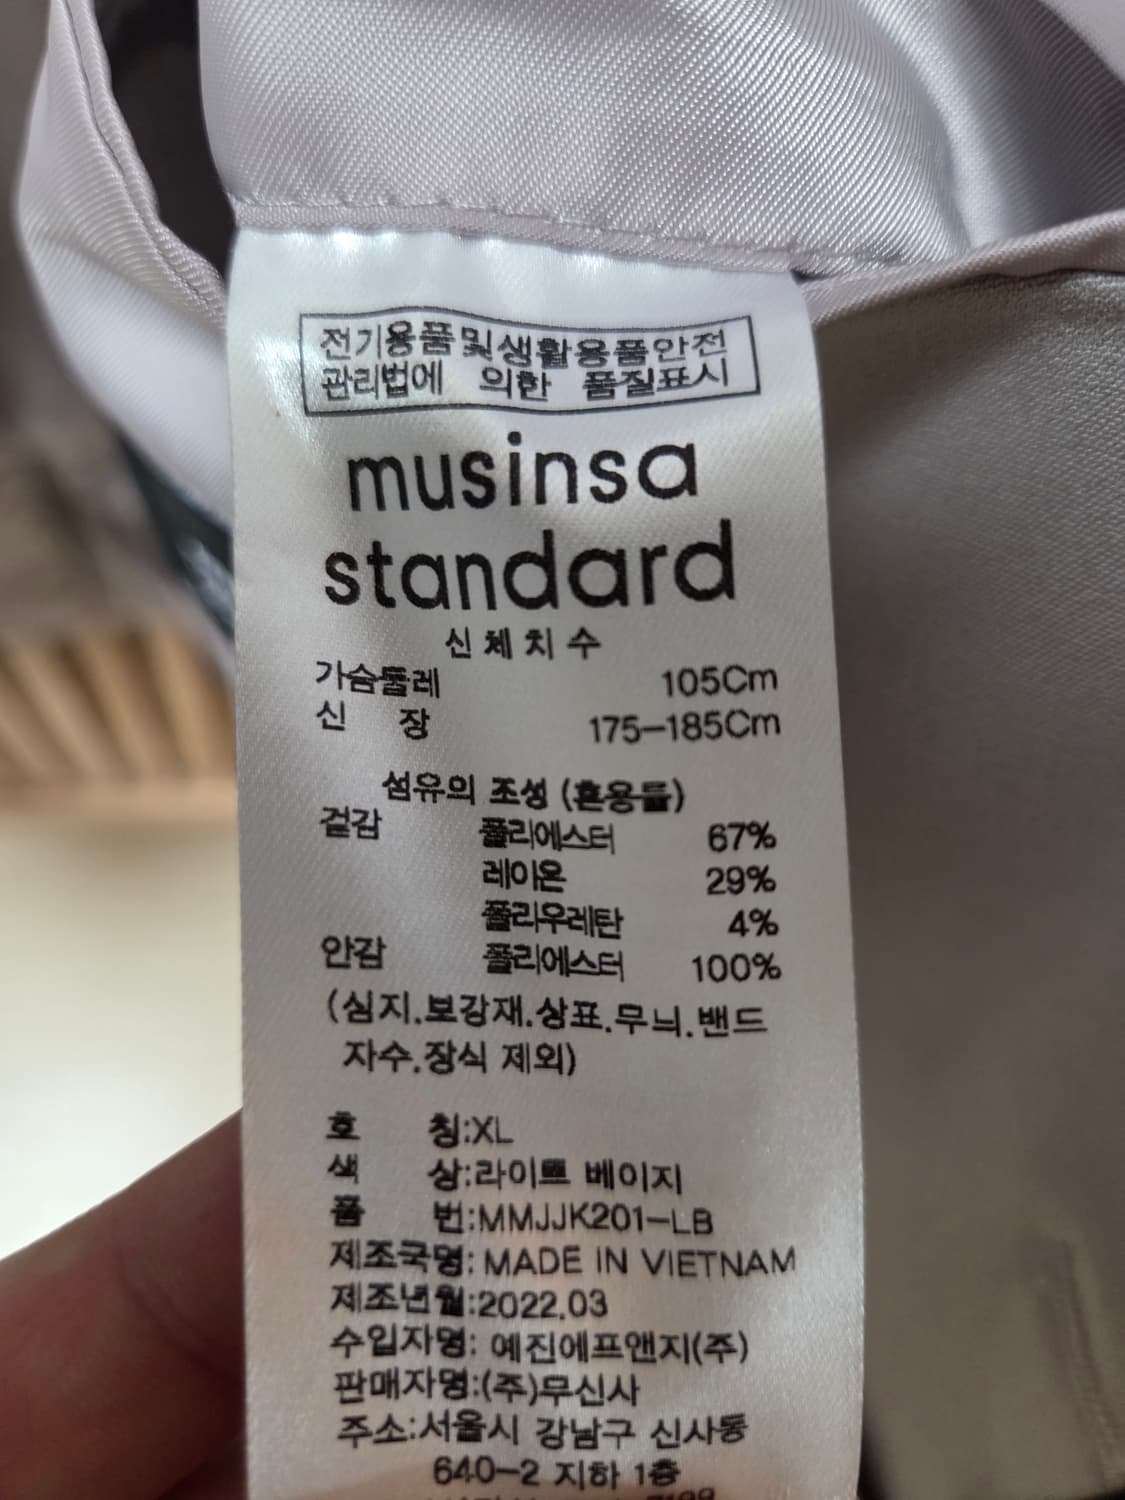 전기용품및생활용품안전
관리법에 의한 품질표시
musinsa
standard
신체치수
가슴둘레 105Cm
신 장 175-185Cm
섬유의 조성 (혼용률)
겉감 폴리에스터 67%
레이온 29%
폴리우레탄 4%
안감 폴리에스터 100%
(심지.보강재.상표.무늬.밴드
자수.장식 제외)
호 칭:XL
색 상:라이트 베이지
품 번:MMJJK201-LB
제조국명: MADE IN VIETNAM
제조년월:2022.03
수입자명: 예진에프앤지(주)
판매자명:(주)무신사
주소:서울시 강남구 신사동
640-2 지하 1층